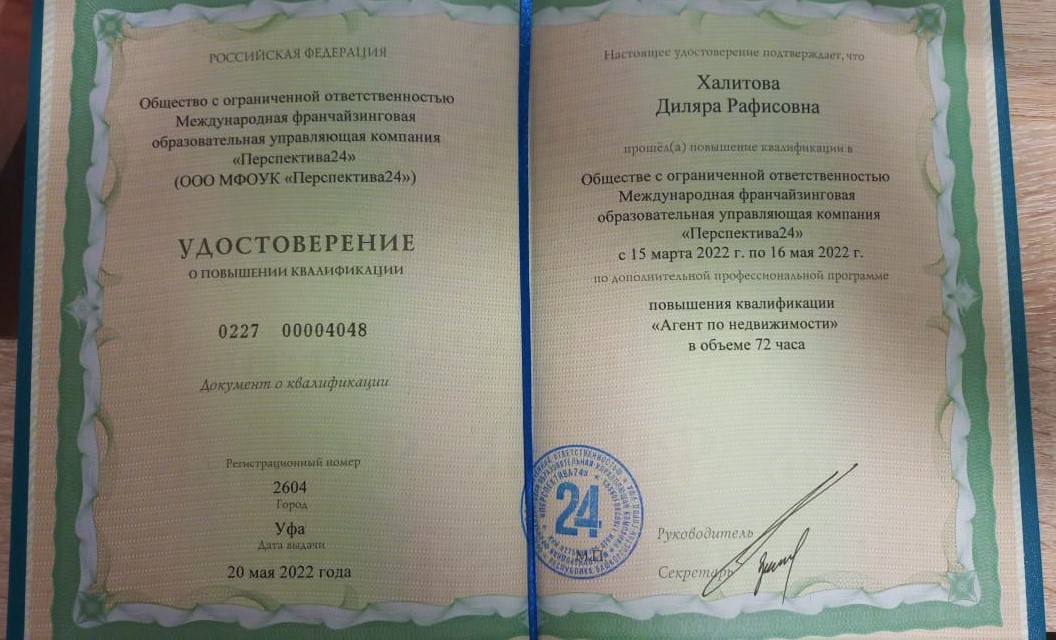 РОССИЙСКАЯ ФЕДЕРАЦИЯ
Общество с ограниченной ответственностью
Международная франчайзинговая
образовательная управляющая компания
«Перспектива24»
(ООО МФОУК «Перспектива24»)
УДОСТОВЕРЕНИЕ
О ПОВЫШЕНИИ КВАЛИФИКАЦИИ
0227 00004048
Документ о квалификации
Регистрационный номер
2604
Город
Уфа
Дата выдачи
20 мая 2022 года
Настоящее удостоверение подтверждает, что
Халитова
Диляра Рафисовна
прошёл(а) повышение квалификации в
Обществе с ограниченной ответственностью
Международная франчайзинговая
образовательная управляющая компания
«Перспектива24»
с 15 марта 2022 г. по 16 мая 2022 г.
по дополнительной профессиональной программе
повышения квалификации
«Агент по недвижимости»
в объеме 72 часа
24
М.П.
Руководитель
Секретарь